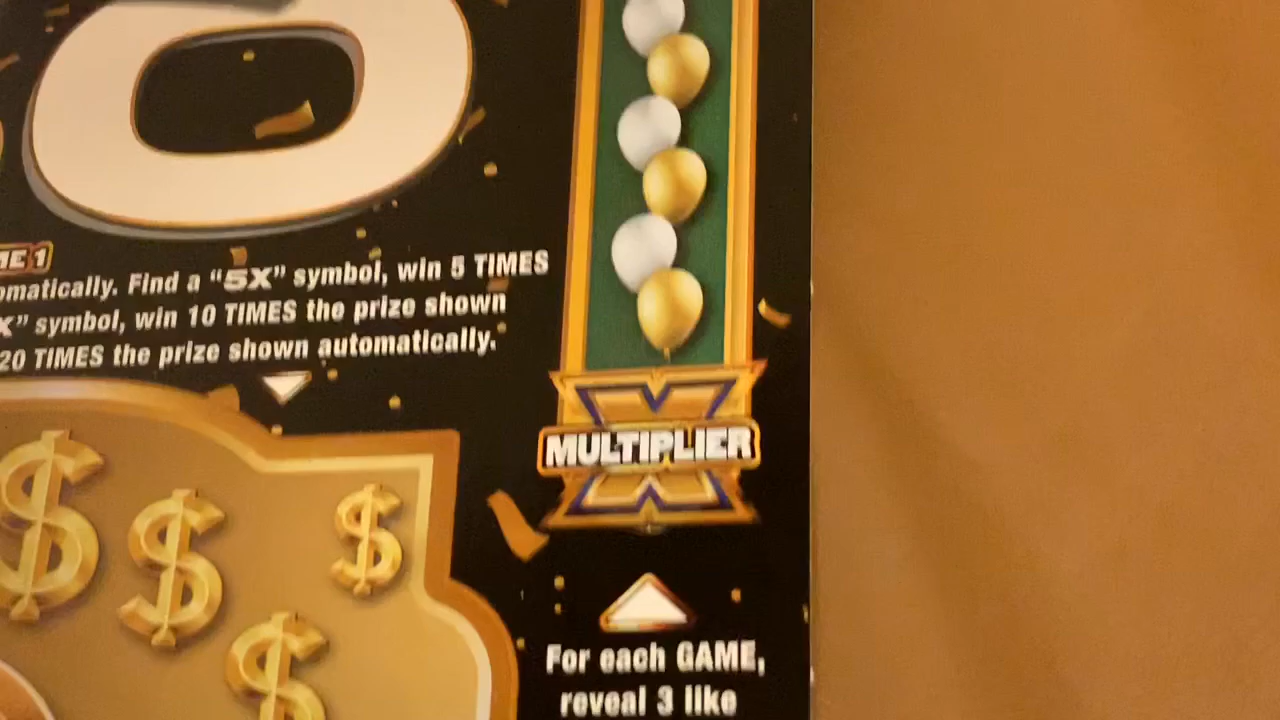 0
ME 1
omatically. Find a "5X" symbol, win 5 TIMES
X" symbol, win 10 TIMES the prize shown
20 TIMES the prize shown automatically.
X
MULTIPLIER
$ $ $
$
For each GAME,
reveal 3 like